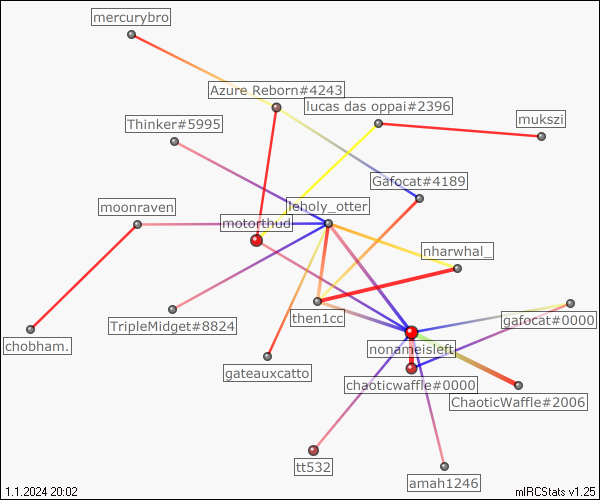 mercurybro
Azure Reborn#4243
lucas das oppai#2396
mukszi
Thinker#5995
Gafocat#4189
moonraven
leholy_otter
motorthud
nharwhal_
TripleMidget#8824
then1cc
gafocat#0000
chobham.
nonameisleft
gateauxcatto
chaoticwaffle#0000
ChaoticWaffle#2006
tt532
amah1246
1.1.2024 20:02
mIRCStats v1.25